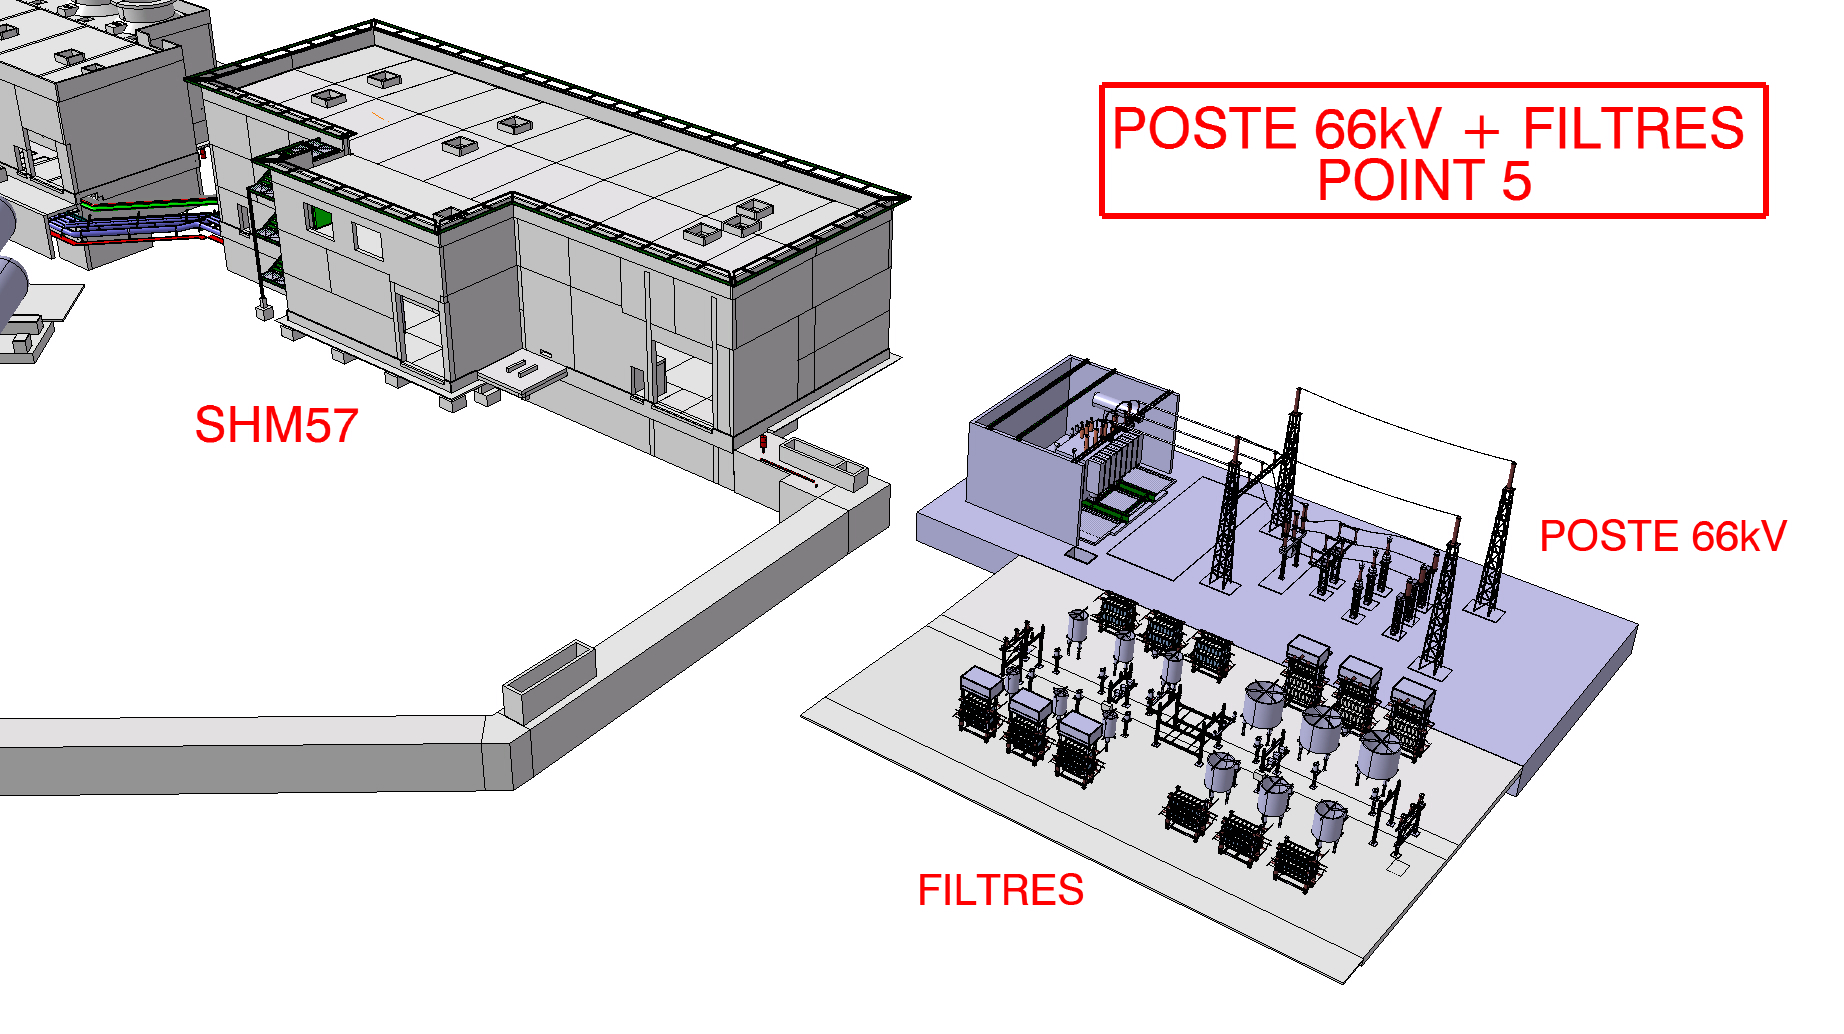 POSTE 66kV + FILTRES
POINT 5
SHM57
POSTE 66kV
FILTRES